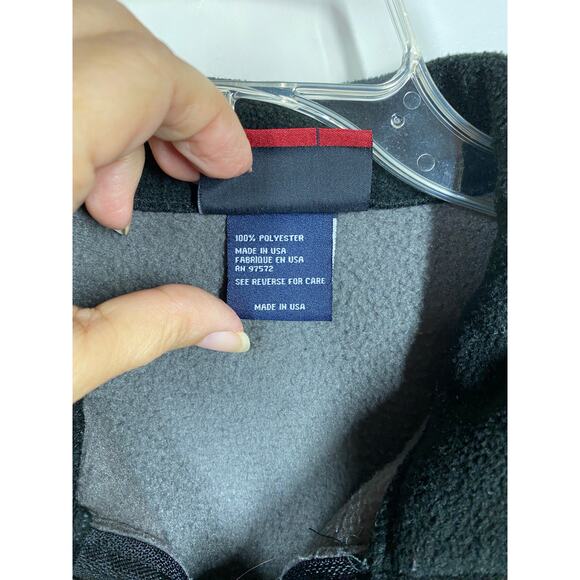 100% POLYESTER
MADE IN USA
FABRIQUE EN USA
RN 97572
SEE REVERSE FOR CARE
MADE IN USA